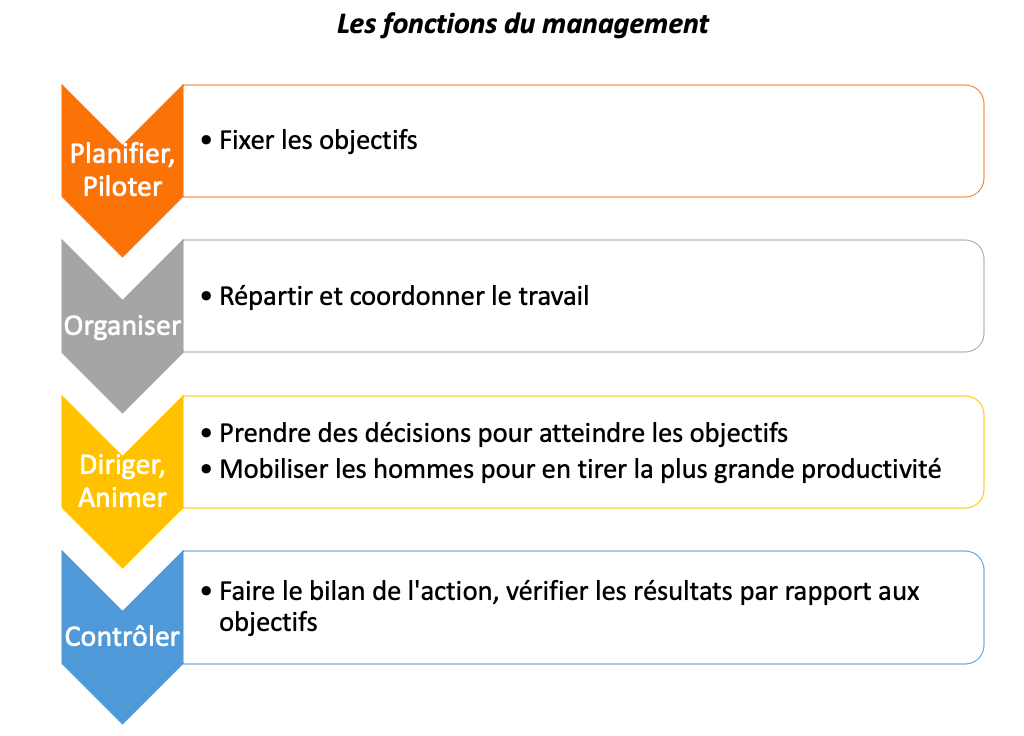 Les fonctions du management
Planifier,
Piloter
• Fixer les objectifs
Organiser
• Répartir et coordonner le travail
Diriger,
Animer
• Prendre des décisions pour atteindre les objectifs
• Mobiliser les hommes pour en tirer la plus grande productivité
Contrôler
• Faire le bilan de l'action, vérifier les résultats par rapport aux
objectifs